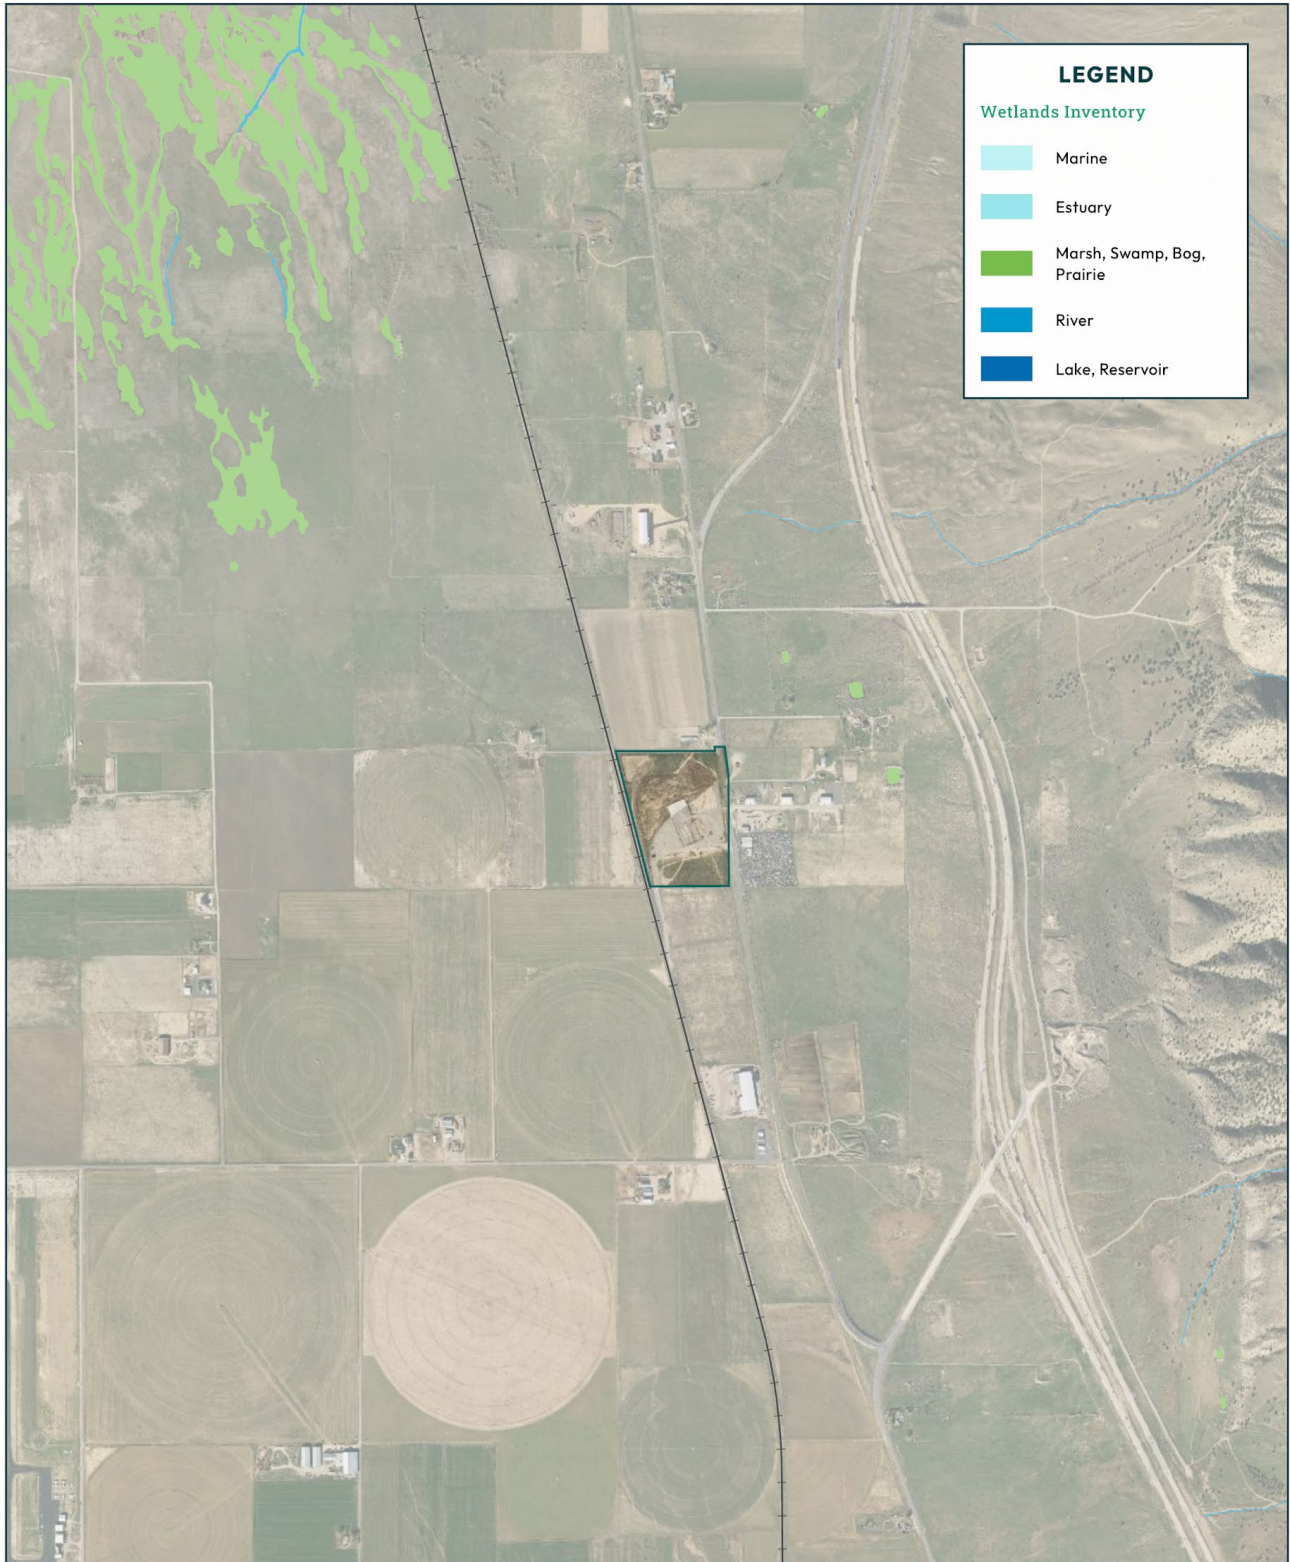 LEGEND
Wetlands Inventory
Marine
Estuary
Marsh, Swamp, Bog,
Prairie
River
Lake, Reservoir